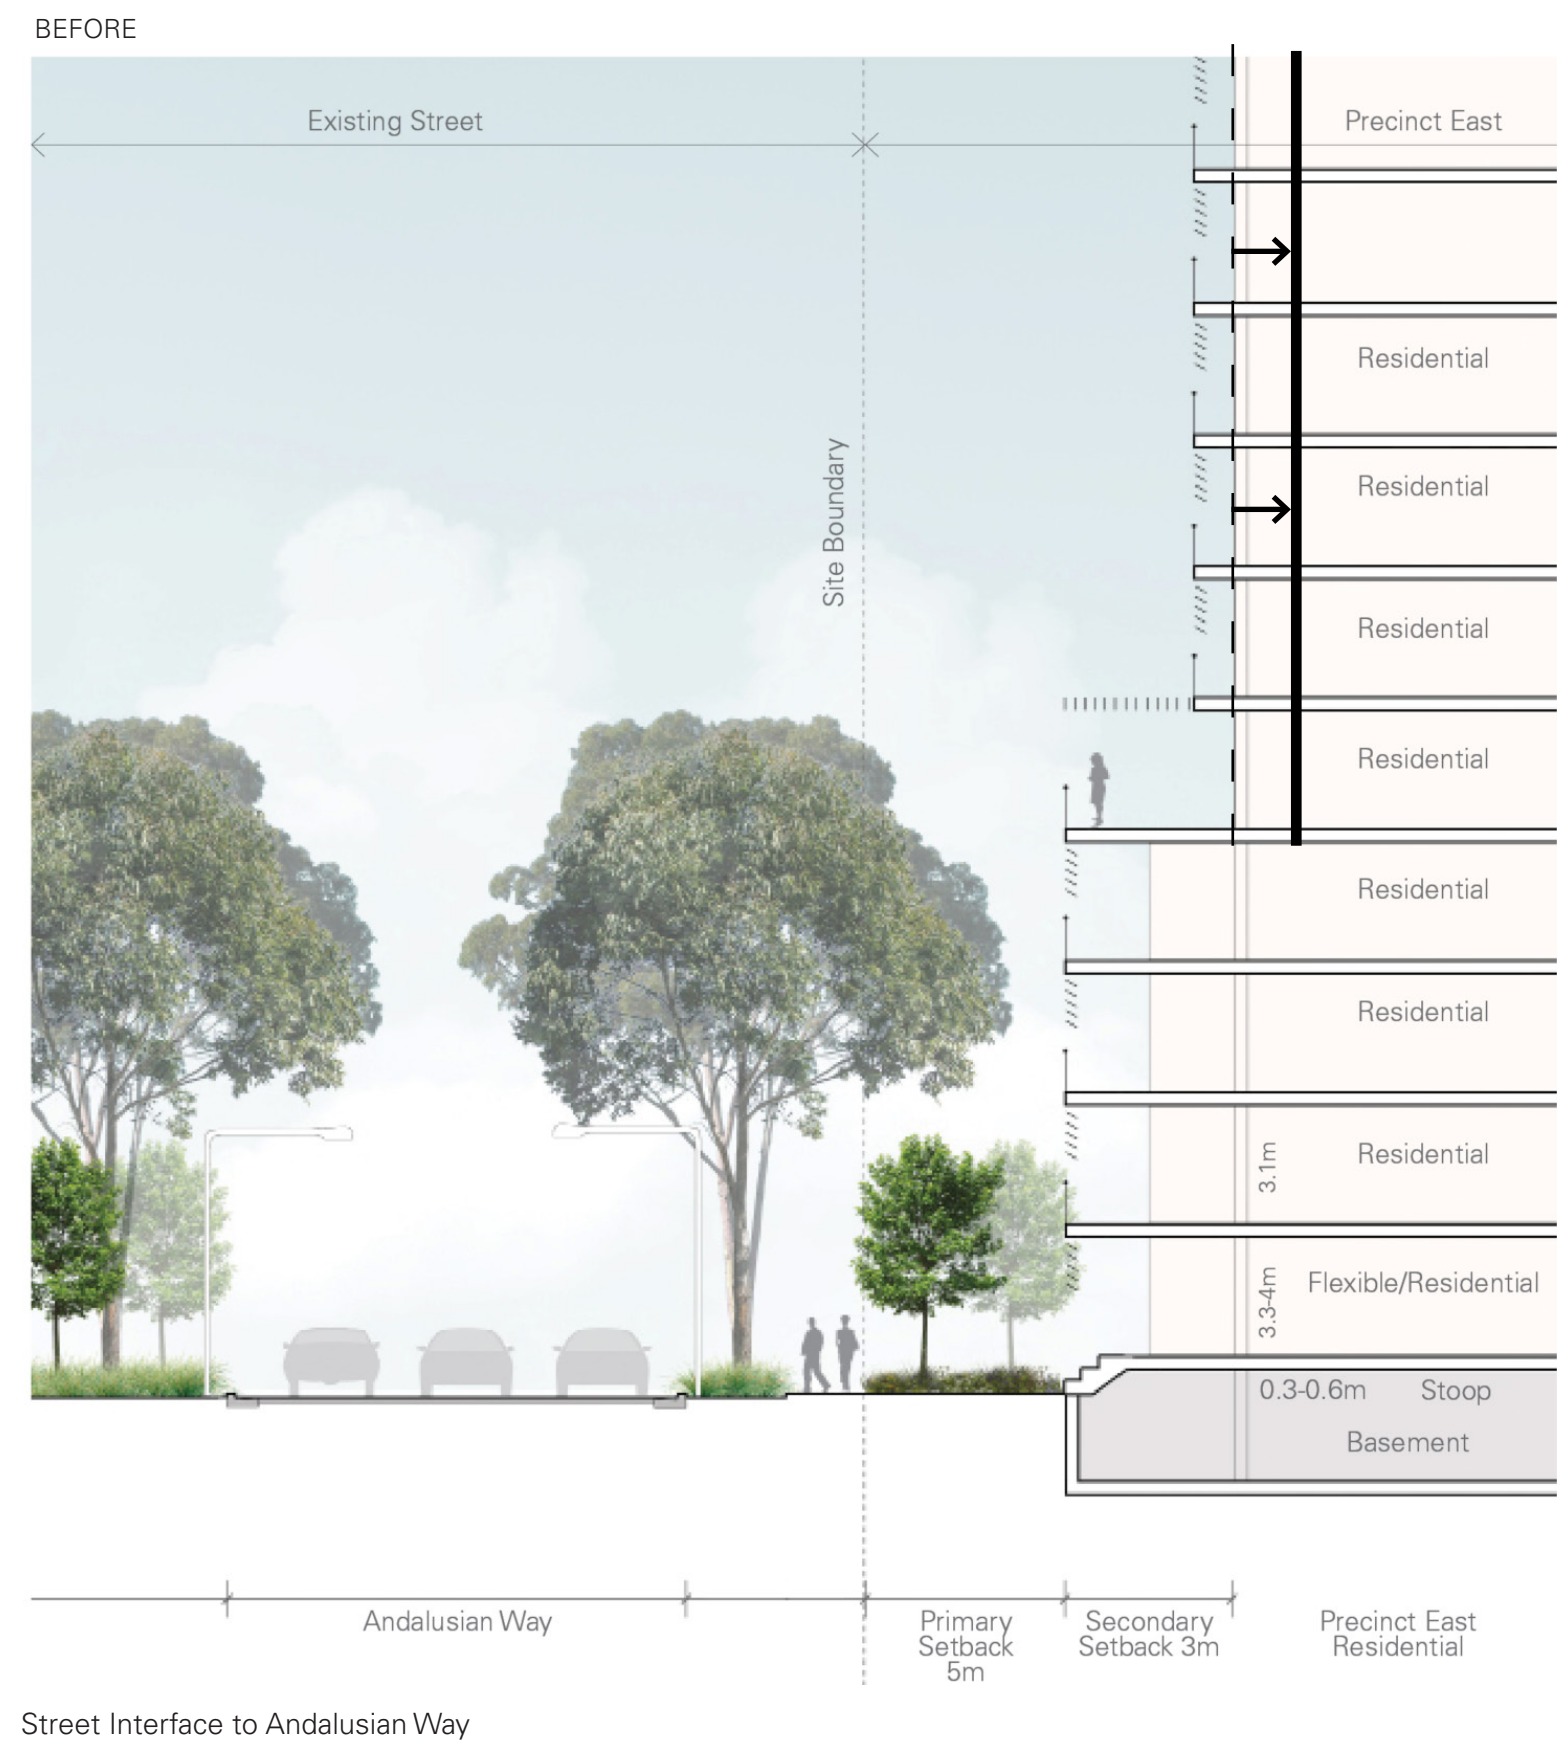 BEFORE
Existing Street
Precinct East
Residential
Site Boundary
Residential
Residential
Residential
Residential
Residential
3.1m
Residential
3.3-4m
Flexible/Residential
0.3-0.6m
Stoop
Basement
Andalusian Way
Primary
Setback
5m
Secondary
Setback 3m
Precinct East
Residential
Street Interface to Andalusian Way